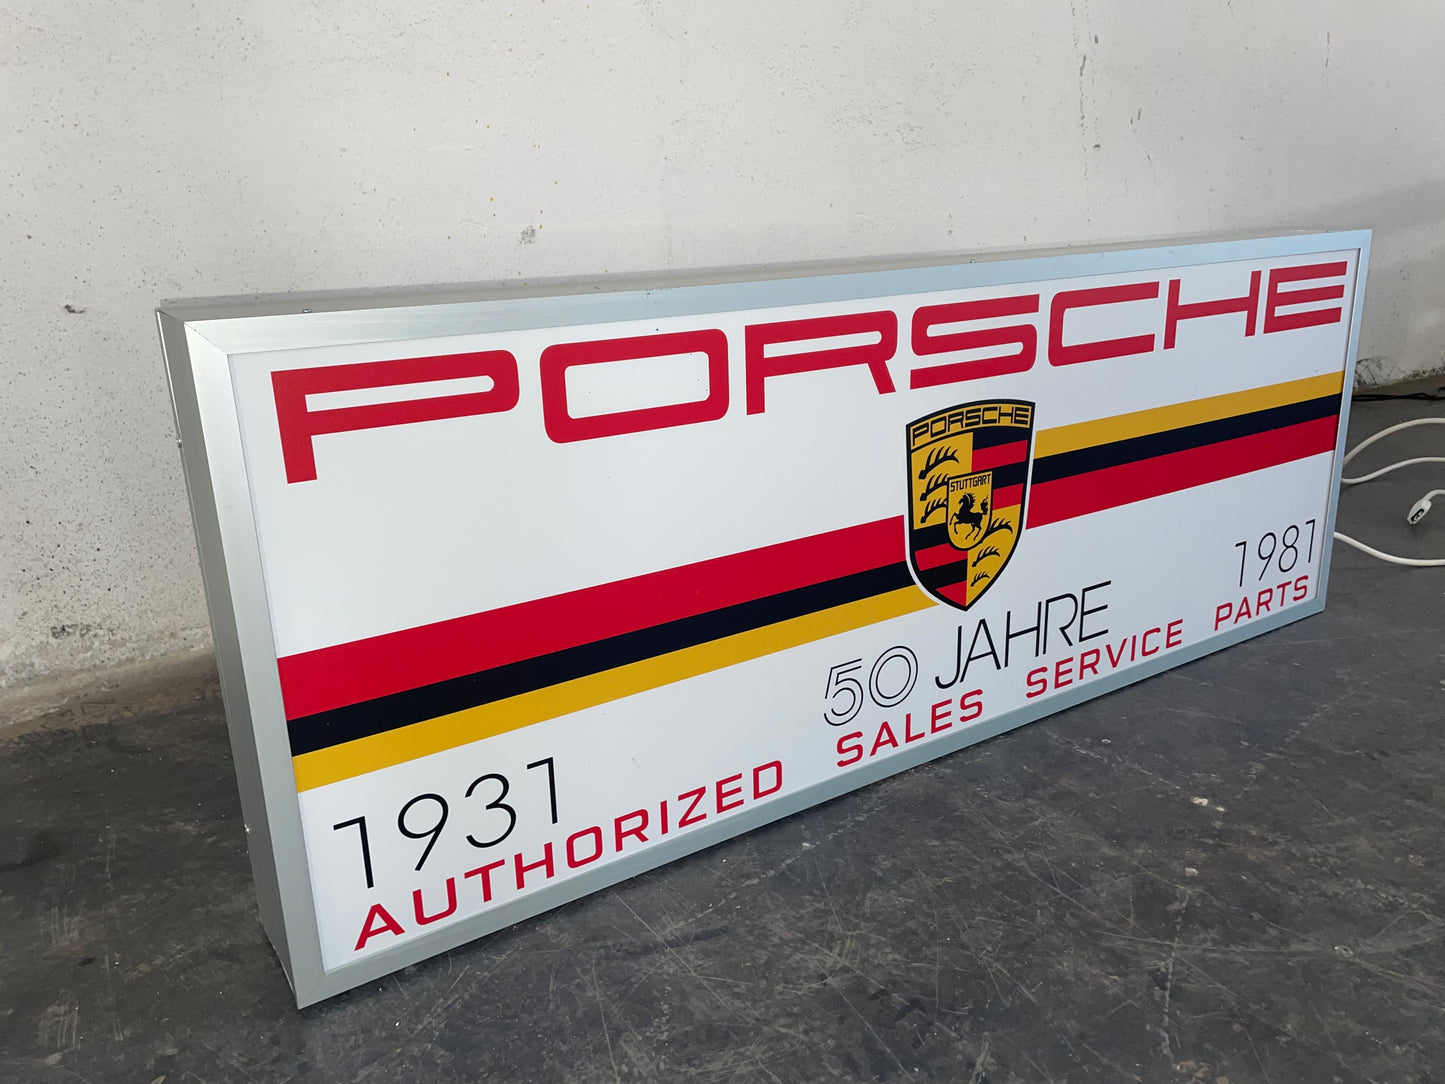 PORSCHE
PORSCHE
STUTTGART
1931 50 JAHRE 1981
AUTHORIZED SALES SERVICE PARTS